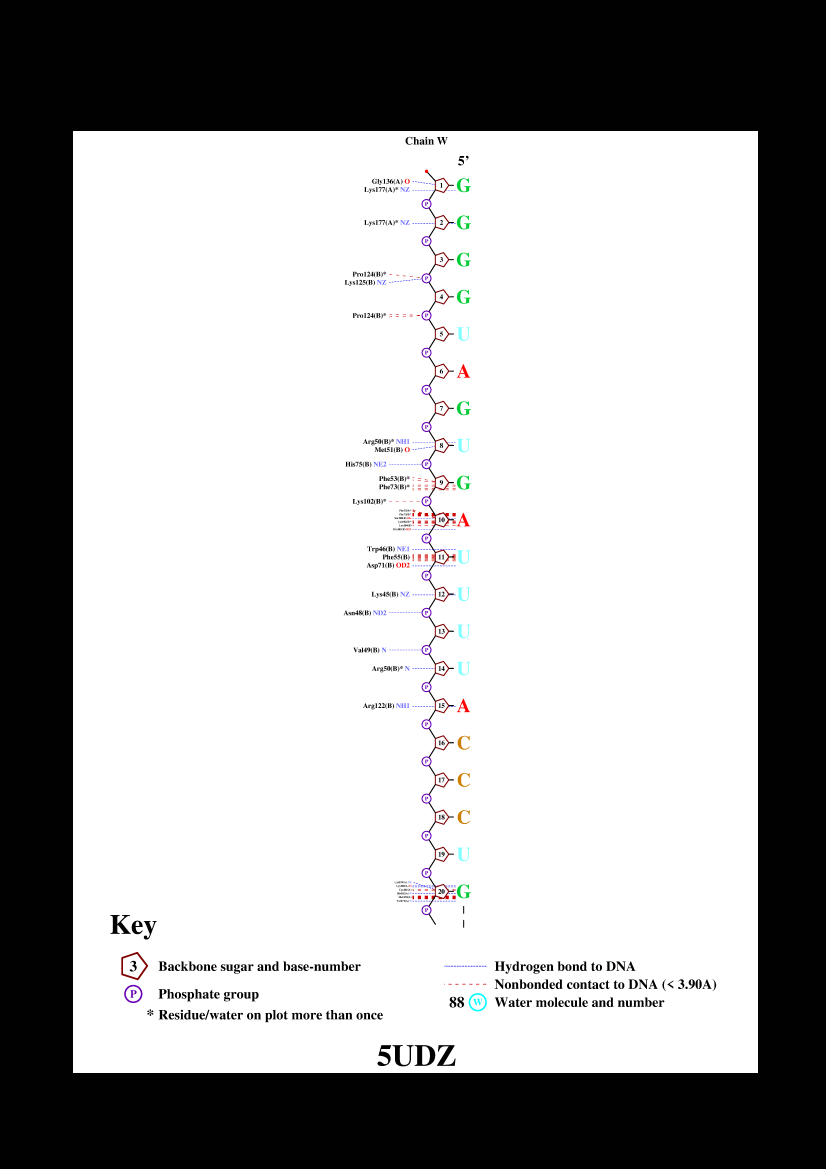 Chain W
5’
Gly136(A) O
1 G
Lys177(A)* NZ
P
Lys177(A)* NZ 2 G
P
3 G
Pro124(B)*
P
Lys125(B) NZ
4 G
Pro124(B)* P
5 U
P
6 A
P
7 G
P
Arg50(B)* NH1
8 U
Met51(B) O
His75(B) NE2 P
Phe53(B)*
9 G
Phe73(B)*
Lys102(B)* P
10 A
P
Trp46(B) NE1
Phe55(B) 11 U
Asp71(B) OD2
P
Lys45(B) NZ 12 U
Asn48(B) ND2 P
13 U
Val49(B) N P
Arg50(B)* N 14 U
P
Arg122(B) NH1 15 A
P
16 C
P
17 C
P
18 C
P
19 U
P
20 G
P
Key
3 Backbone sugar and base-number
P Phosphate group
* Residue/water on plot more than once
Hydrogen bond to DNA
Nonbonded contact to DNA (< 3.90A)
88 W Water molecule and number
5UDZ